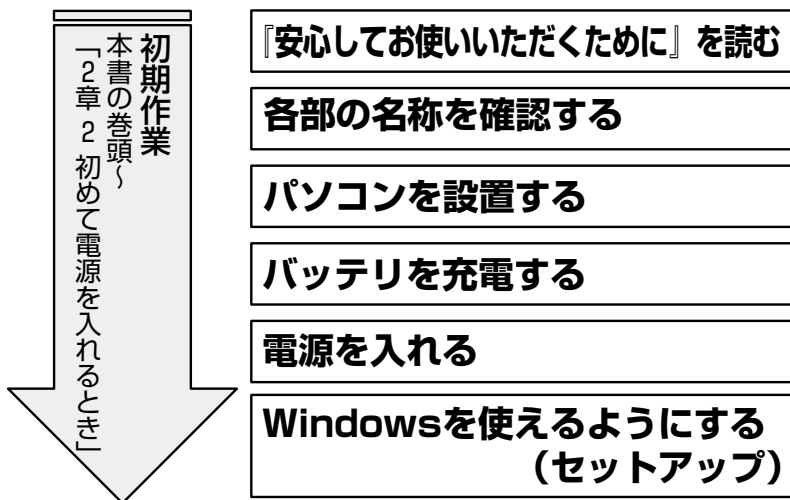 初期作業
本書の巻頭〜
「2章 2 初めて電源を入れるとき」
『安心してお使いいただくために』を読む
各部の名称を確認する
パソコンを設置する
バッテリを充電する
電源を入れる
Windowsを使えるようにする
（セットアップ）